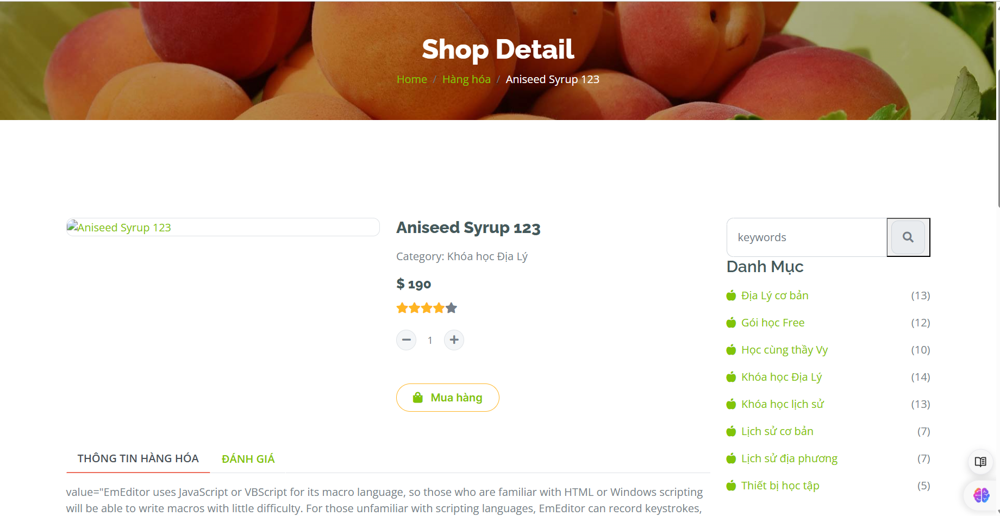 Shop Detail
Home / Hàng hóa / Aniseed Syrup 123
Aniseed Syrup 123
Aniseed Syrup 123
Category: Khóa học Địa Lý
$ 190
1
Mua hàng
THÔNG TIN HÀNG HÓA ĐÁNH GIÁ
value="EmEditor uses JavaScript or VBScript for its macro language, so those who are familiar with HTML or Windows scripting
will be able to write macros with little difficulty. For those unfamiliar with scripting languages, EmEditor can record keystrokes,
keywords
Danh Mục
Địa Lý cơ bản (13)
Gói học Free (12)
Học cùng thầy Vy (10)
Khóa học Địa Lý (14)
Khóa học lịch sử (13)
Lịch sử cơ bản (7)
Lịch sử địa phương (7)
Thiết bị học tập (5)